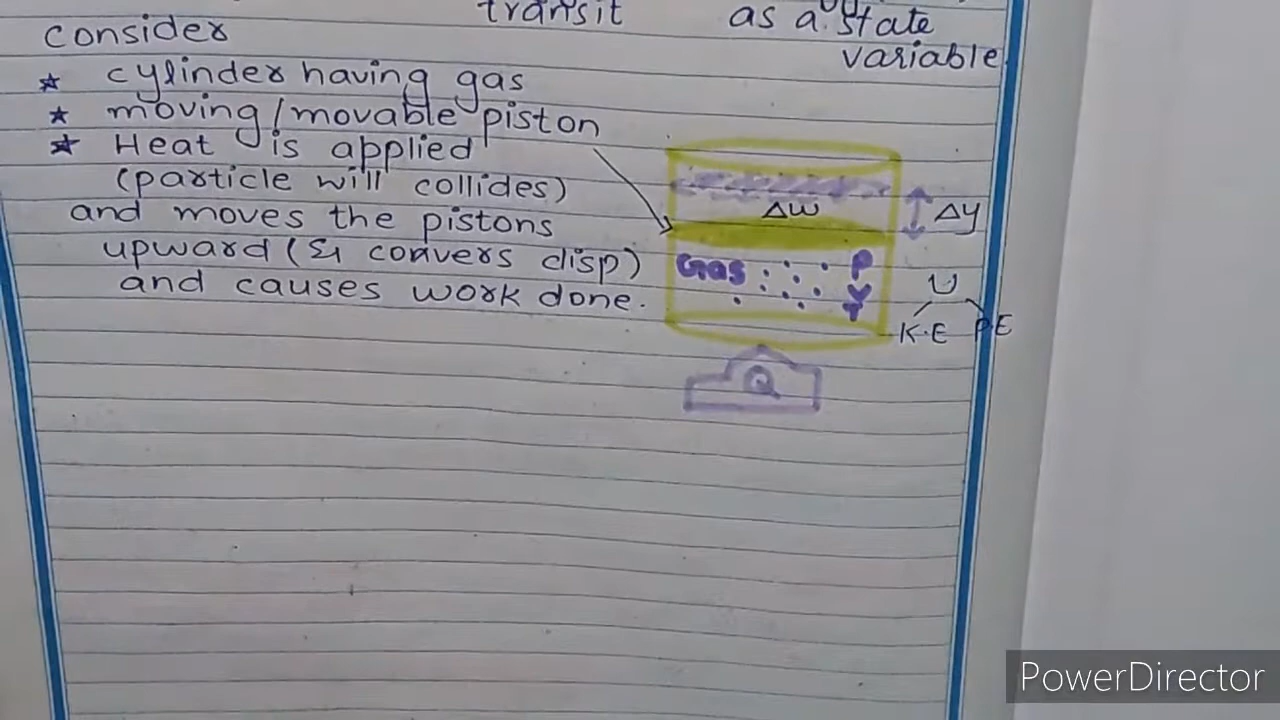 transit as a state
consider variable
* cylinder having gas
* moving/movable piston
* Heat is applied
(particle will collides)
and moves the pistons
upward (& convers disp)
and causes work done.
ΔW
Δy
Gas P
V
T
U
K.E PE
Q
PowerDirector